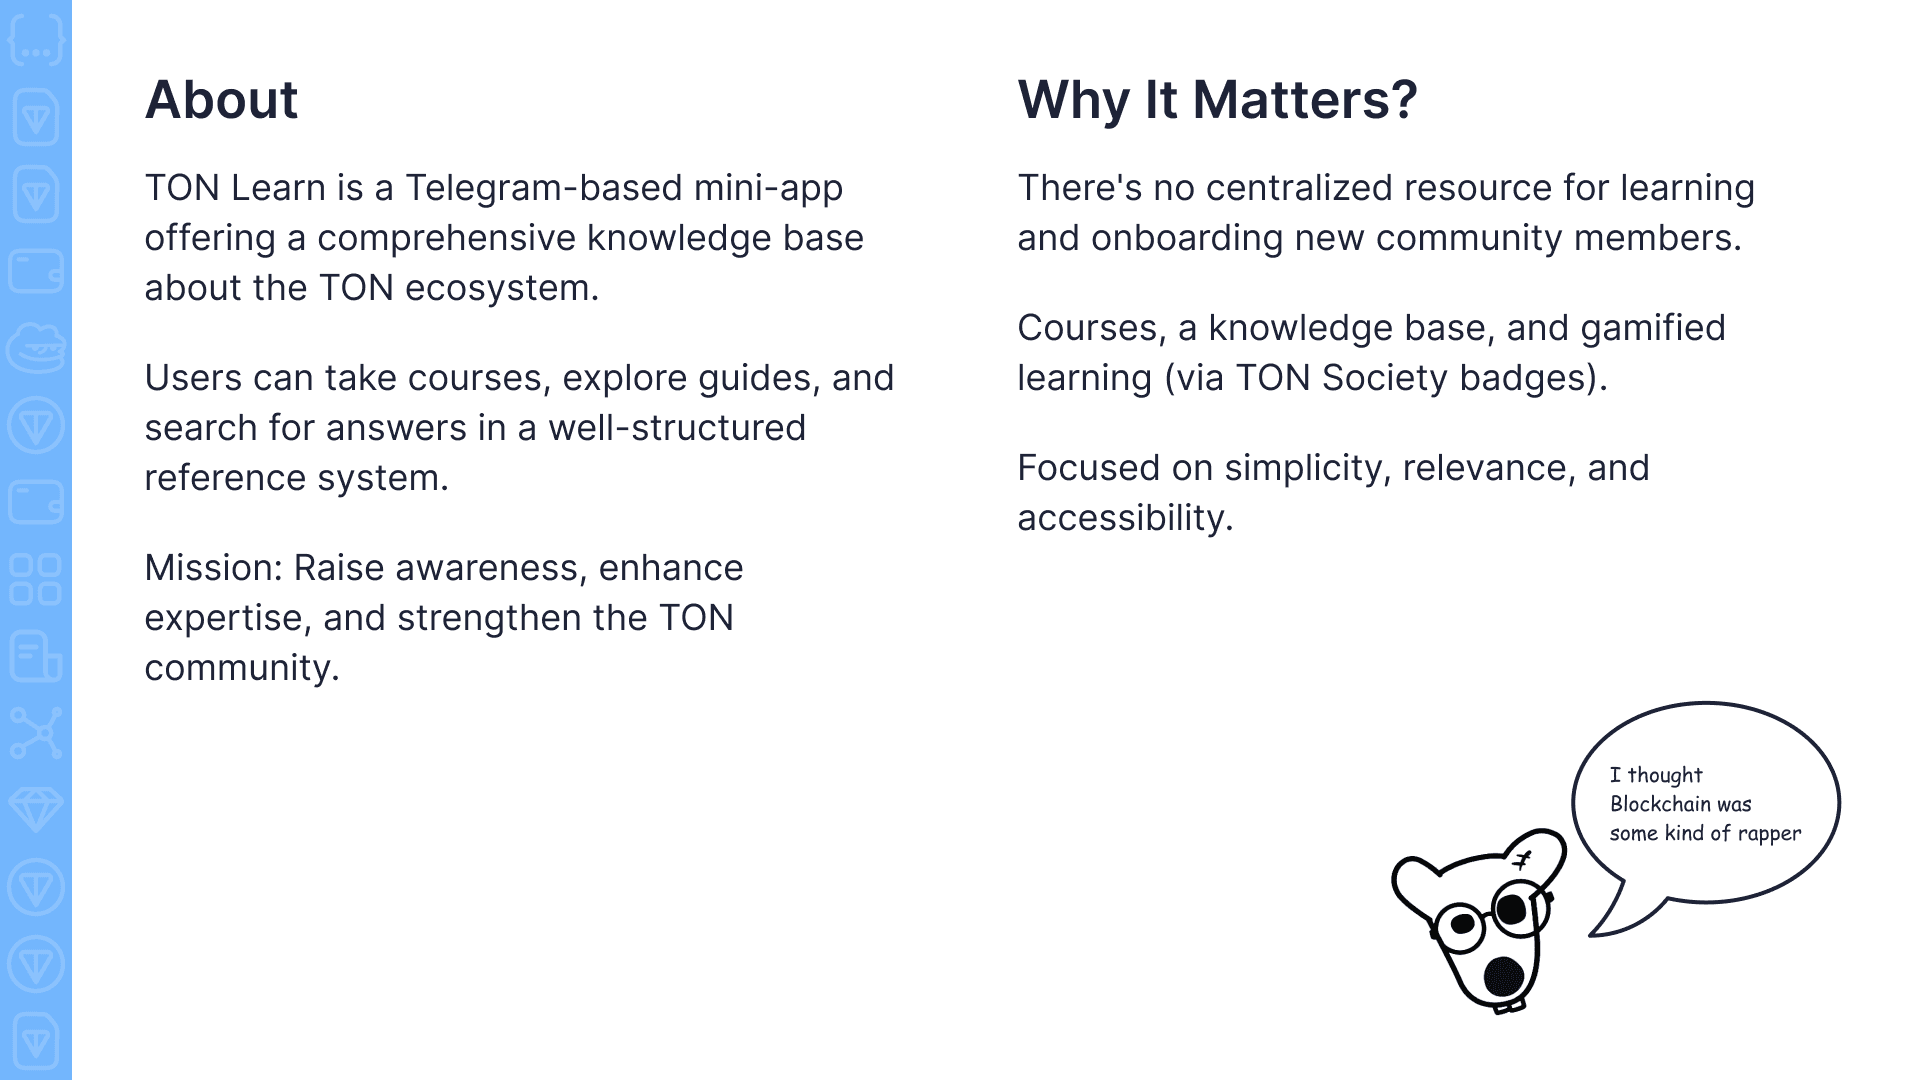 About
TON Learn is a Telegram-based mini-app
offering a comprehensive knowledge base
about the TON ecosystem.
Users can take courses, explore guides, and
search for answers in a well-structured
reference system.
Mission: Raise awareness, enhance
expertise, and strengthen the TON
community.
Why It Matters?
There's no centralized resource for learning
and onboarding new community members.
Courses, a knowledge base, and gamified
learning (via TON Society badges).
Focused on simplicity, relevance, and
accessibility.
I thought
Blockchain was
some kind of rapper